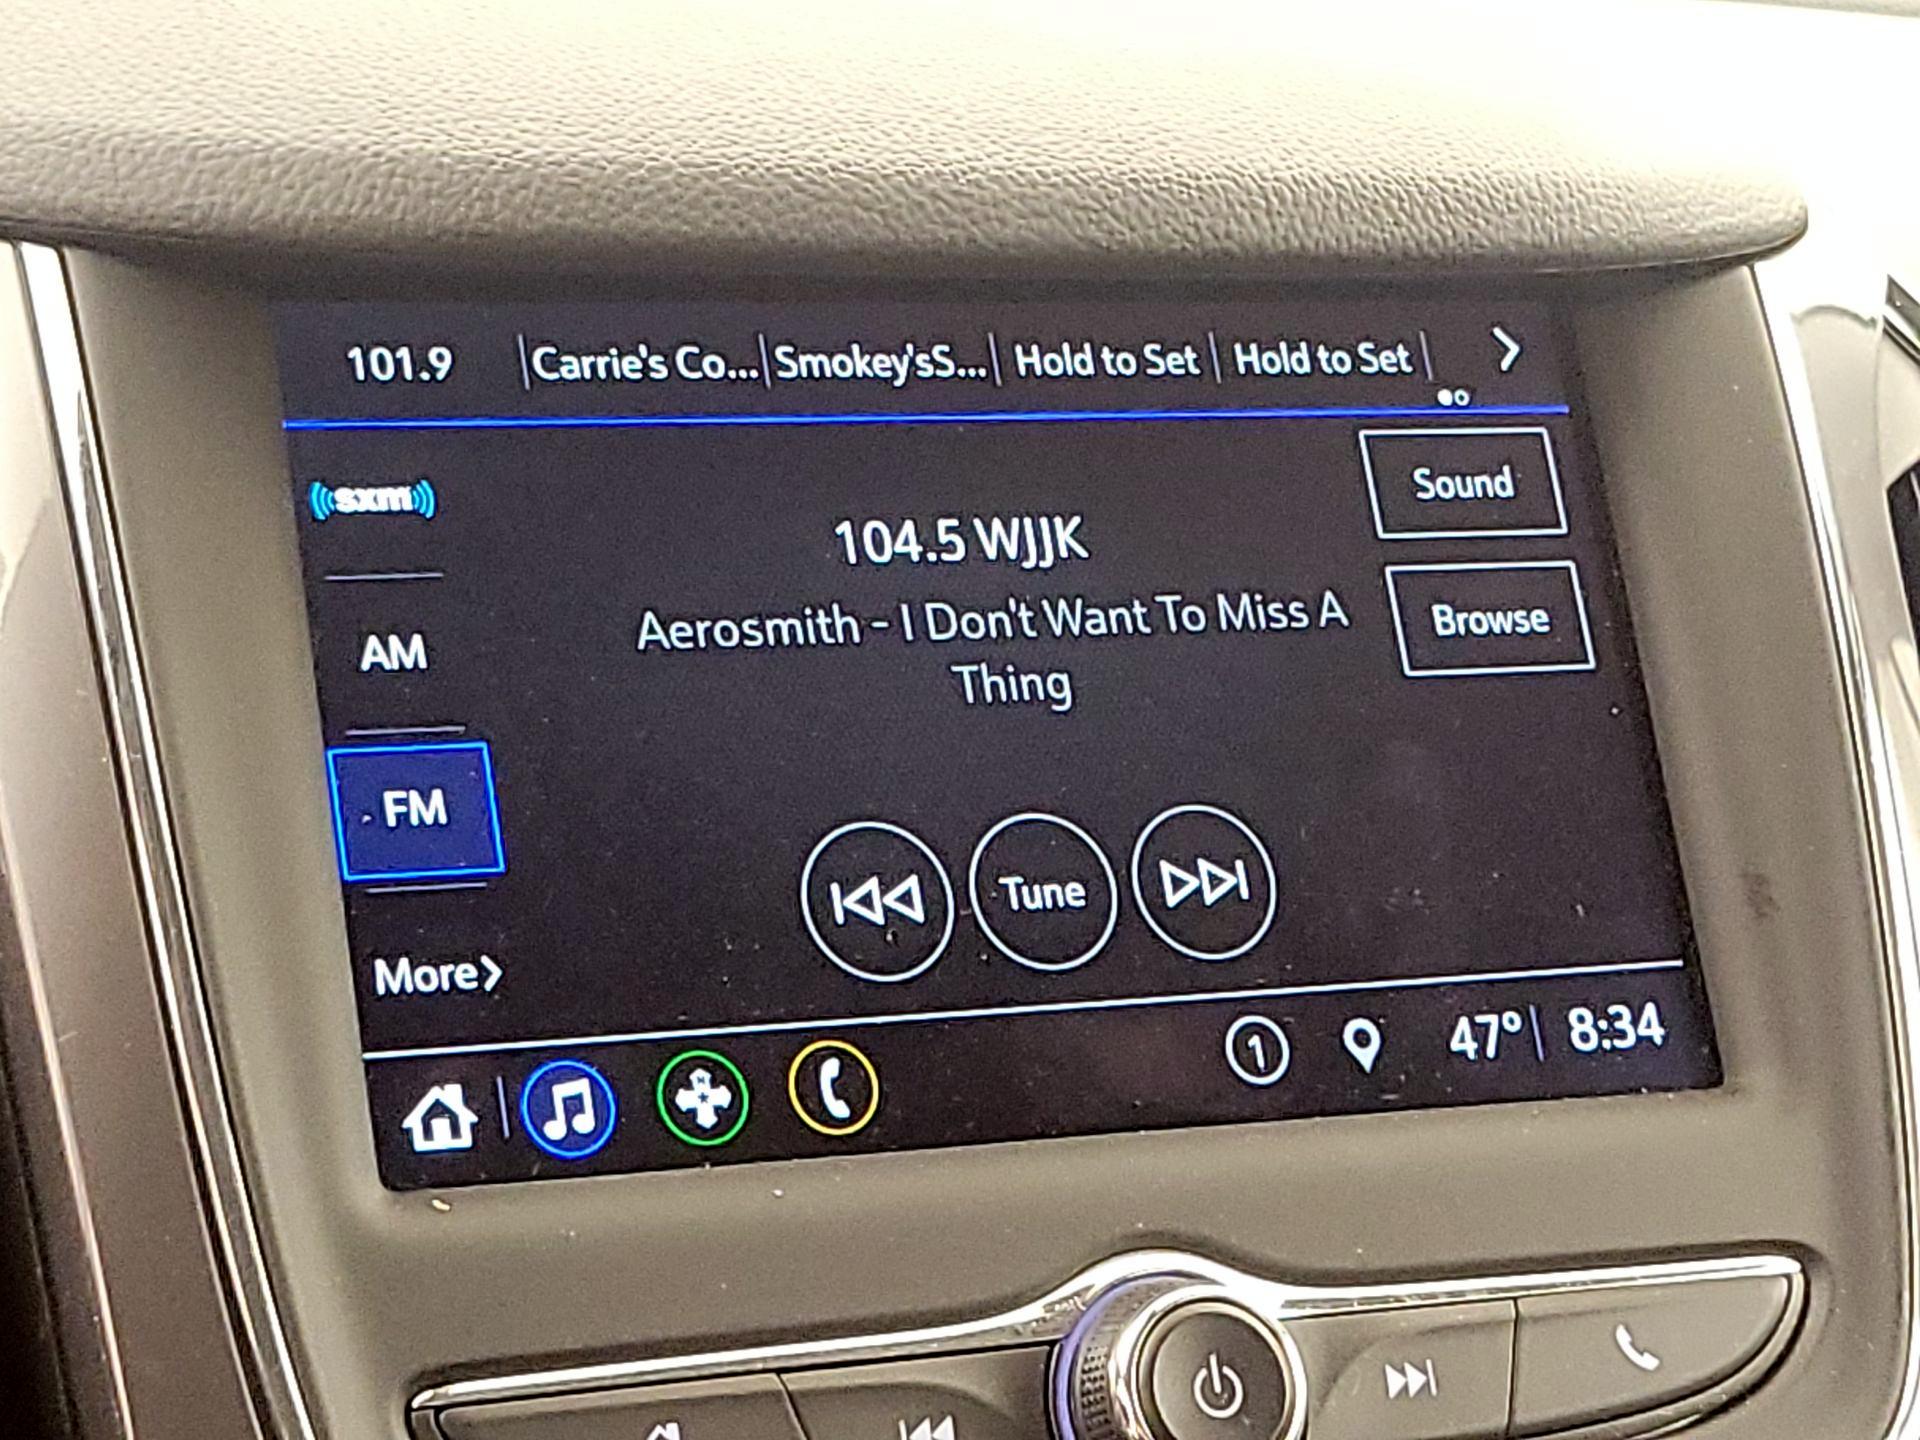 101.9 Carrie's Co... Smokey'sS... Hold to Set Hold to Set
sxm
Sound
104.5 WJJK
Aerosmith - I Don't Want To Miss A
Thing
Browse
AM
FM
Tune
More
1 47° 8:34